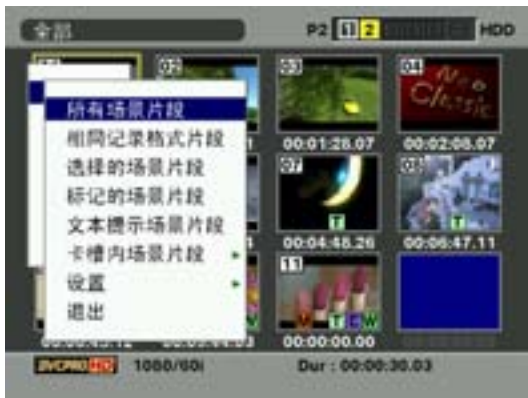 全部 P2 1 2 HDD
01 02 03 04
00:01:28.07 00:02:08.07
所有场景片段
相同记录格式片段
选择的场景片段
标记的场景片段
文本提示场景片段
卡槽内场景片段
设置
退出
07 08
T T
00:04:48.26 00:06:47.11
11
T W
00:00:00.00
DVCPRO HD 1080/60i Dur : 00:00:30.03